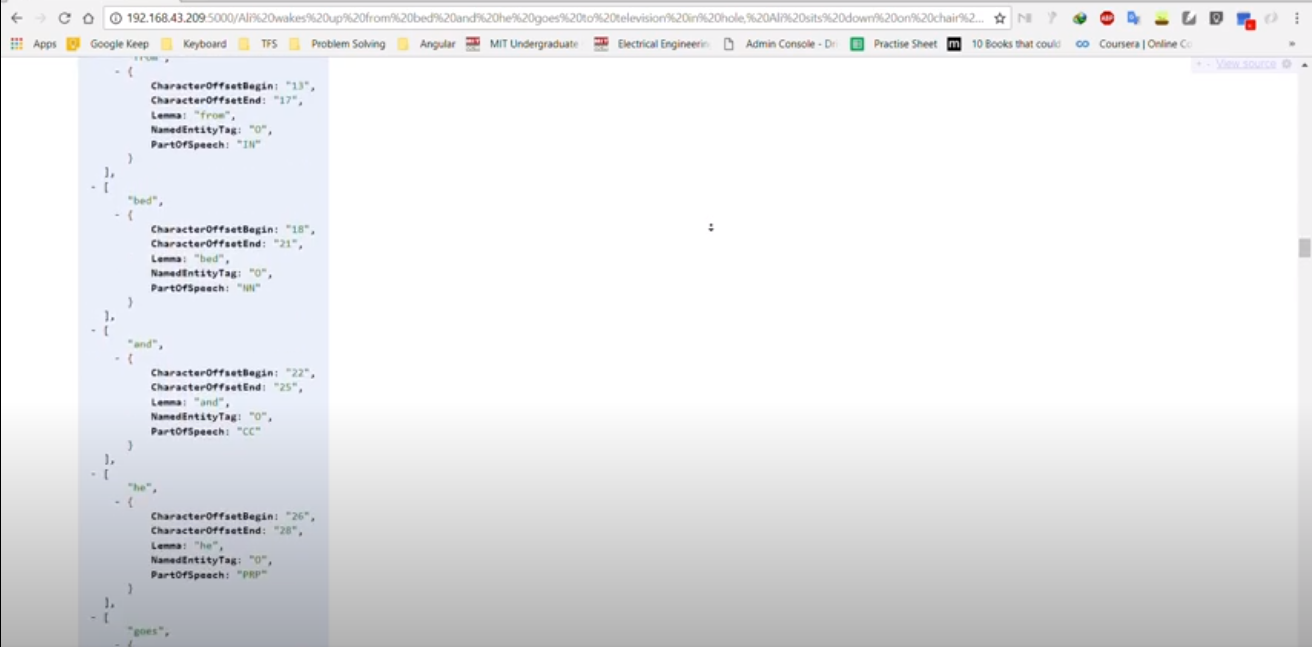 192.168.43.209:5000/Ali%20wakes%20up%20from%20bed%20and%20he%20goes%20to%20television%20in%20hole,%20Ali%20sits%20down%20on%20chair%2...
Apps Google Keep Keyboard TFS Problem Solving Angular MIT Undergraduate Electrical Engineerin Admin Console - Dr Practise Sheet m 10 Books that could Coursera | Online Co »
+ - View source
"from",
- {
CharacterOffsetBegin: "13",
CharacterOffsetEnd: "17",
Lemma: "from",
NamedEntityTag: "O",
PartOfSpeech: "IN"
}
],
- [
"bed",
- {
CharacterOffsetBegin: "18",
CharacterOffsetEnd: "21",
Lemma: "bed",
NamedEntityTag: "O",
PartOfSpeech: "NN"
}
],
- [
"and",
- {
CharacterOffsetBegin: "22",
CharacterOffsetEnd: "25",
Lemma: "and",
NamedEntityTag: "O",
PartOfSpeech: "CC"
}
],
- [
"he",
- {
CharacterOffsetBegin: "26",
CharacterOffsetEnd: "28",
Lemma: "he",
NamedEntityTag: "O",
PartOfSpeech: "PRP"
}
],
- [
"goes",
- {